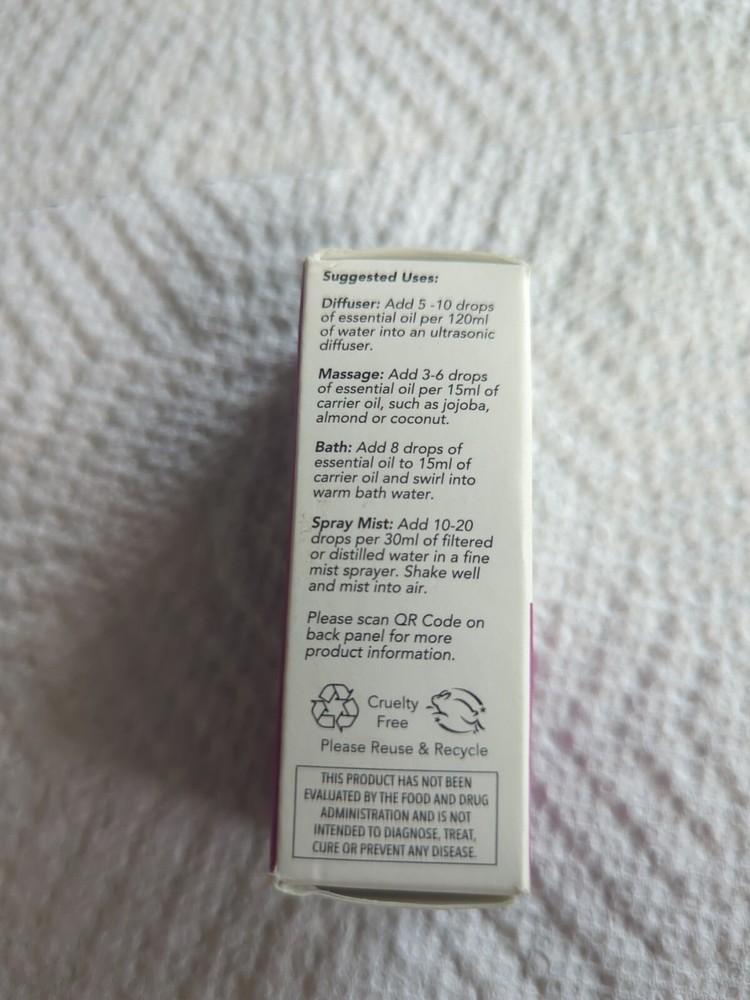 Suggested Uses:
Diffuser: Add 5 -10 drops
of essential oil per 120ml
of water into an ultrasonic
diffuser.
Massage: Add 3-6 drops
of essential oil per 15ml of
carrier oil, such as jojoba,
almond or coconut.
Bath: Add 8 drops of
essential oil to 15ml of
carrier oil and swirl into
warm bath water.
Spray Mist: Add 10-20
drops per 30ml of filtered
or distilled water in a fine
mist sprayer. Shake well
and mist into air.
Please scan QR Code on
back panel for more
product information.
Cruelty
Free
Please Reuse & Recycle
THIS PRODUCT HAS NOT BEEN
EVALUATED BY THE FOOD AND DRUG
ADMINISTRATION AND IS NOT
INTENDED TO DIAGNOSE, TREAT,
CURE OR PREVENT ANY DISEASE.